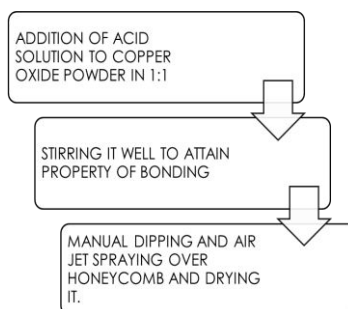 ADDITION OF ACID
SOLUTION TO COPPER
OXIDE POWDER IN 1:1
STIRRING IT WELL TO ATTAIN
PROPERTY OF BONDING
MANUAL DIPPING AND AIR
JET SPRAYING OVER
HONEYCOMB AND DRYING
IT.